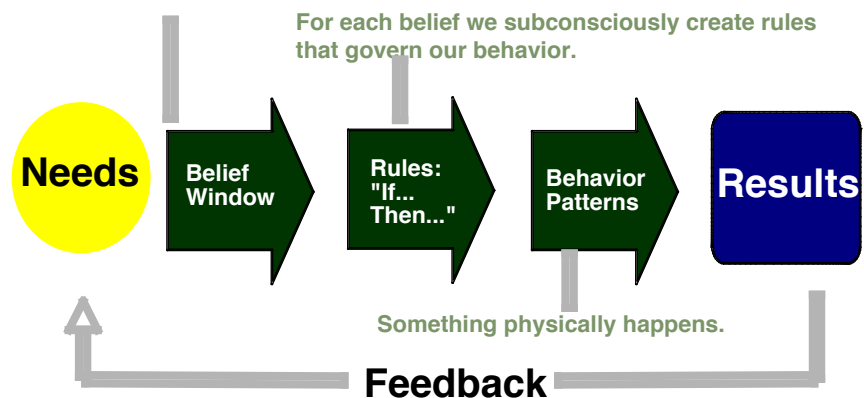 For each belief we subconsciously create rules
that govern our behavior.
Needs
Belief
Window
Rules:
"If...
Then..."
Behavior
Patterns
Results
Something physically happens.
Feedback